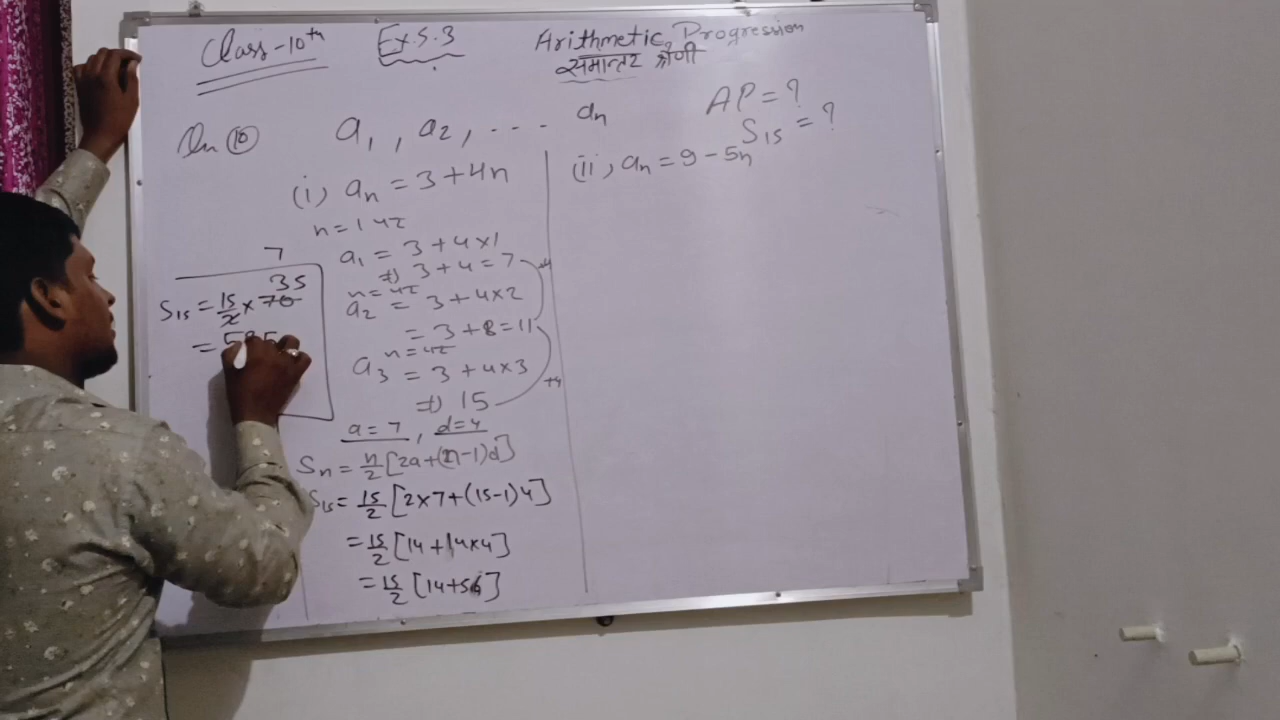 Class-10th
Ex.5.3
Arithmetic Progression
समान्तर श्रेणी
Qn 10
a₁, a₂, ... aₙ
AP = ?
S₁₅ = ?
(i) aₙ = 3 + 4n
n = 1
a₁ = 3 + 4×1
⇒ 3 + 4 = 7
a₂ = 3 + 4×2
= 3 + 8 = 11
a₃ = 3 + 4×3
⇒ 15
+4
a = 7, d = 4
Sₙ = n/2 [2a + (n-1)d]
S₁₅ = 15/2 [2×7 + (15-1)4]
= 15/2 [14 + 14×4]
= 15/2 [14 + 56]
7
35
S₁₅ = 15/2 × 70
(ii) aₙ = 9 - 5n